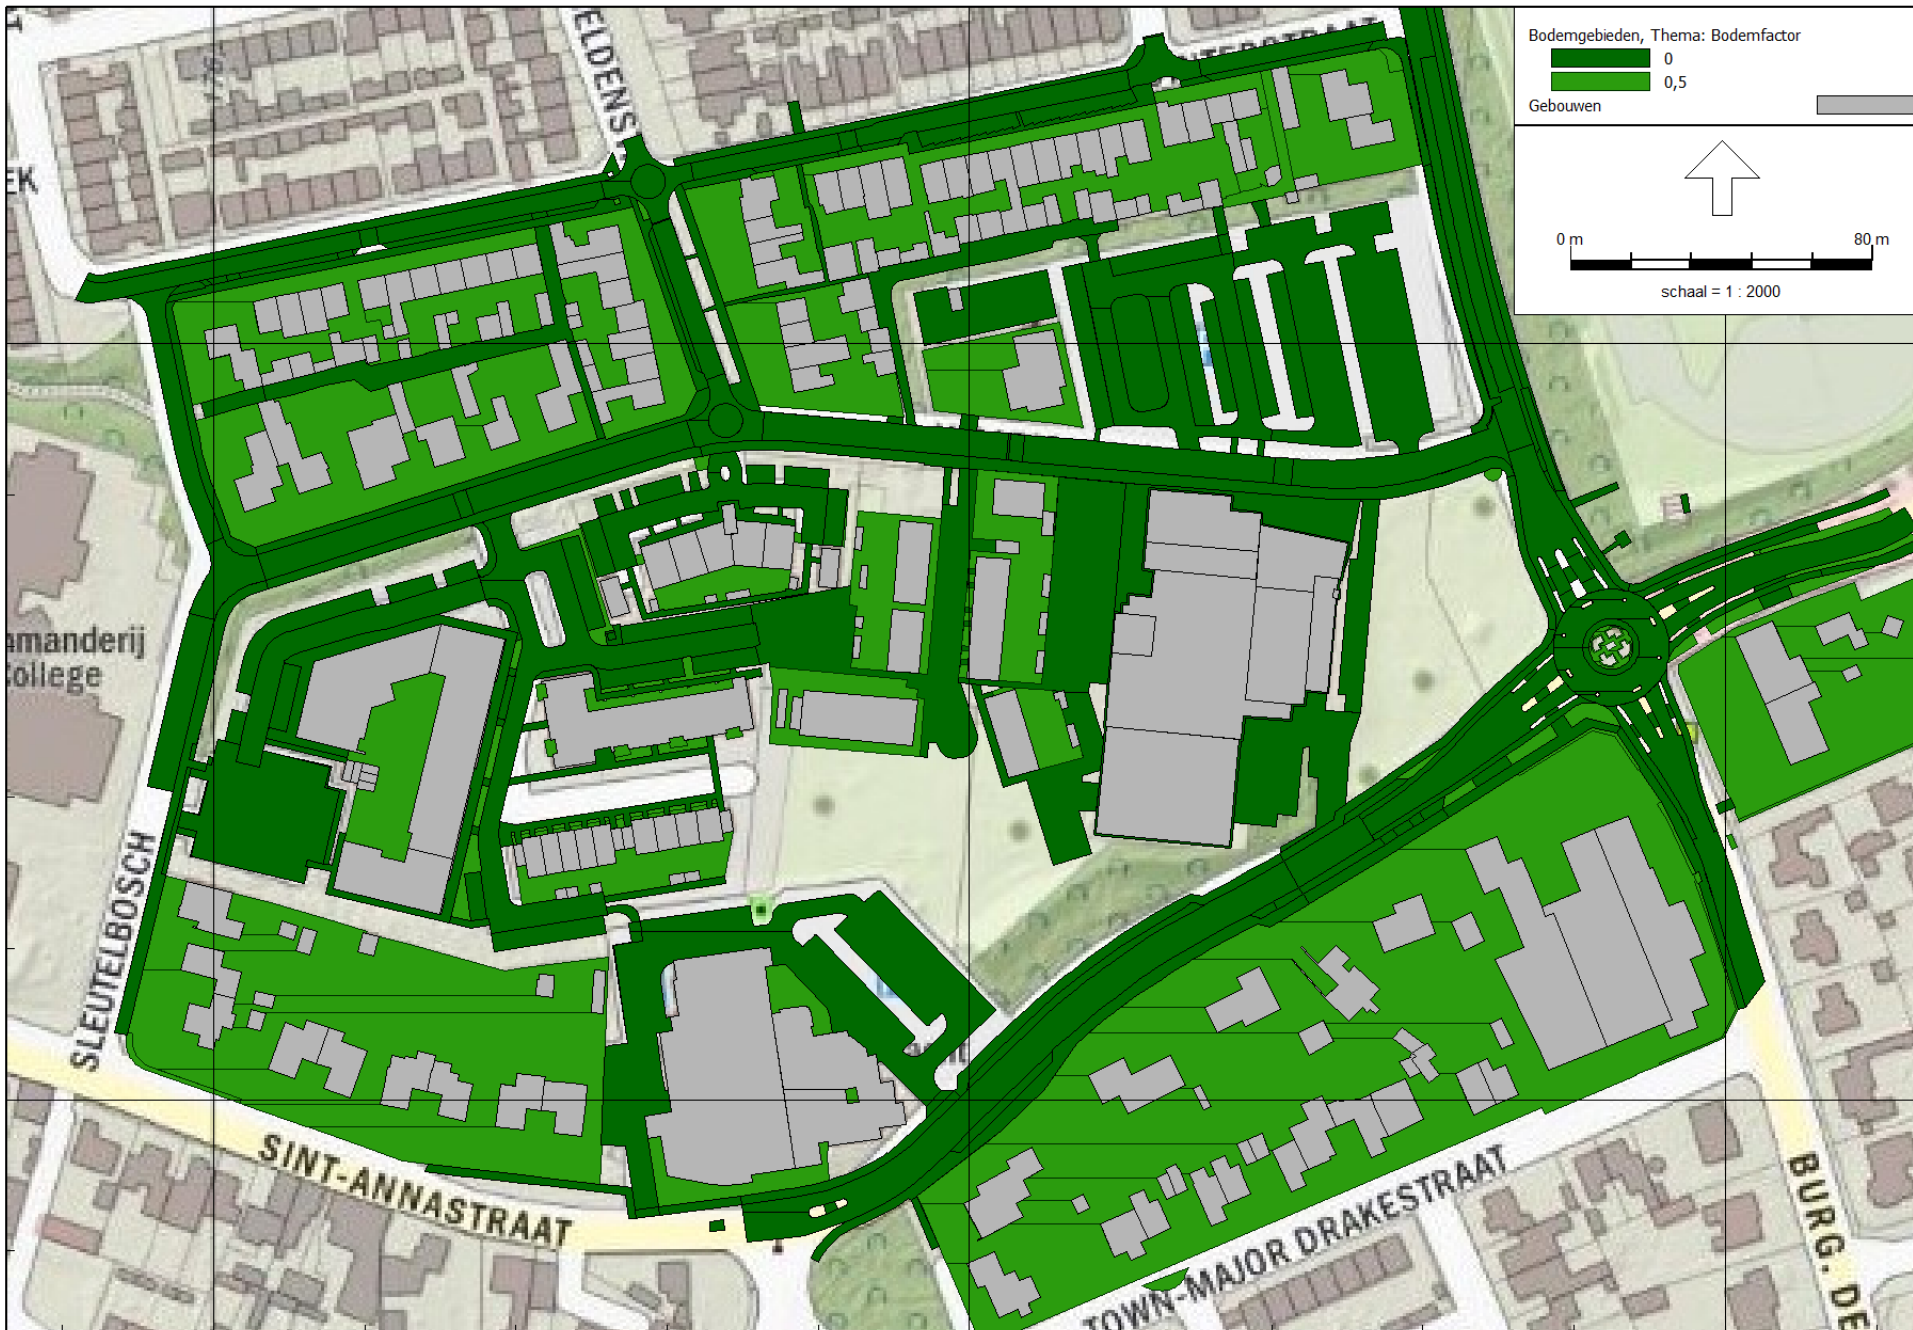 Bodemgebieden, Thema: Bodemfactor
0
0,5
Gebouwen
0 m
80 m
schaal = 1 : 2000
EK
ELDENS
College
SLEUTELBOSCH
SINT-ANNASTRAAT
TOWN-MAJOR DRAKESTRAAT
BURG. DE